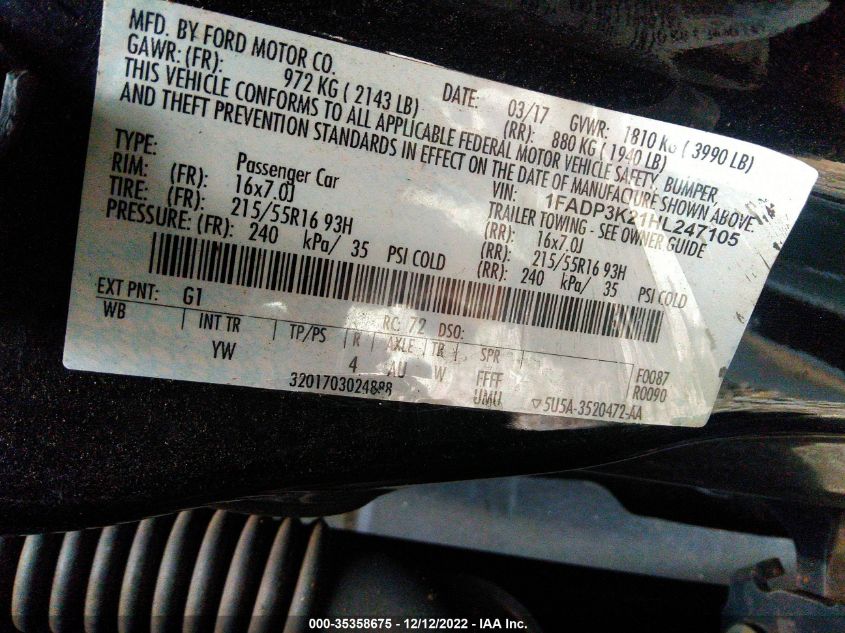 MFD. BY FORD MOTOR CO.
DATE: 03/17 GVWR: 1810 KG ( 3990 LB)
GAWR: (FR): 972 KG ( 2143 LB) (RR): 880 KG ( 1940 LB)
THIS VEHICLE CONFORMS TO ALL APPLICABLE FEDERAL MOTOR VEHICLE SAFETY, BUMPER,
AND THEFT PREVENTION STANDARDS IN EFFECT ON THE DATE OF MANUFACTURE SHOWN ABOVE.
VIN: 1FADP3K21HL247105
TYPE: Passenger Car TRAILER TOWING - SEE OWNER GUIDE
RIM: (FR): 16x7.0J (RR): 16x7.0J
TIRE: (FR): 215/55R16 93H (RR): 215/55R16 93H
PRESSURE: (FR): 240 kPa/ 35 PSI COLD (RR): 240 kPa/ 35 PSI COLD
EXT PNT: G1 RC: 72 DSO:
WB INT TR TP/PS R AXLE TR SPR F0087
YW 4 AU W FFFF R0090
3201703024888 UMU ▽5U5A-3520472-AA
000-35358675 - 12/12/2022 - IAA Inc.